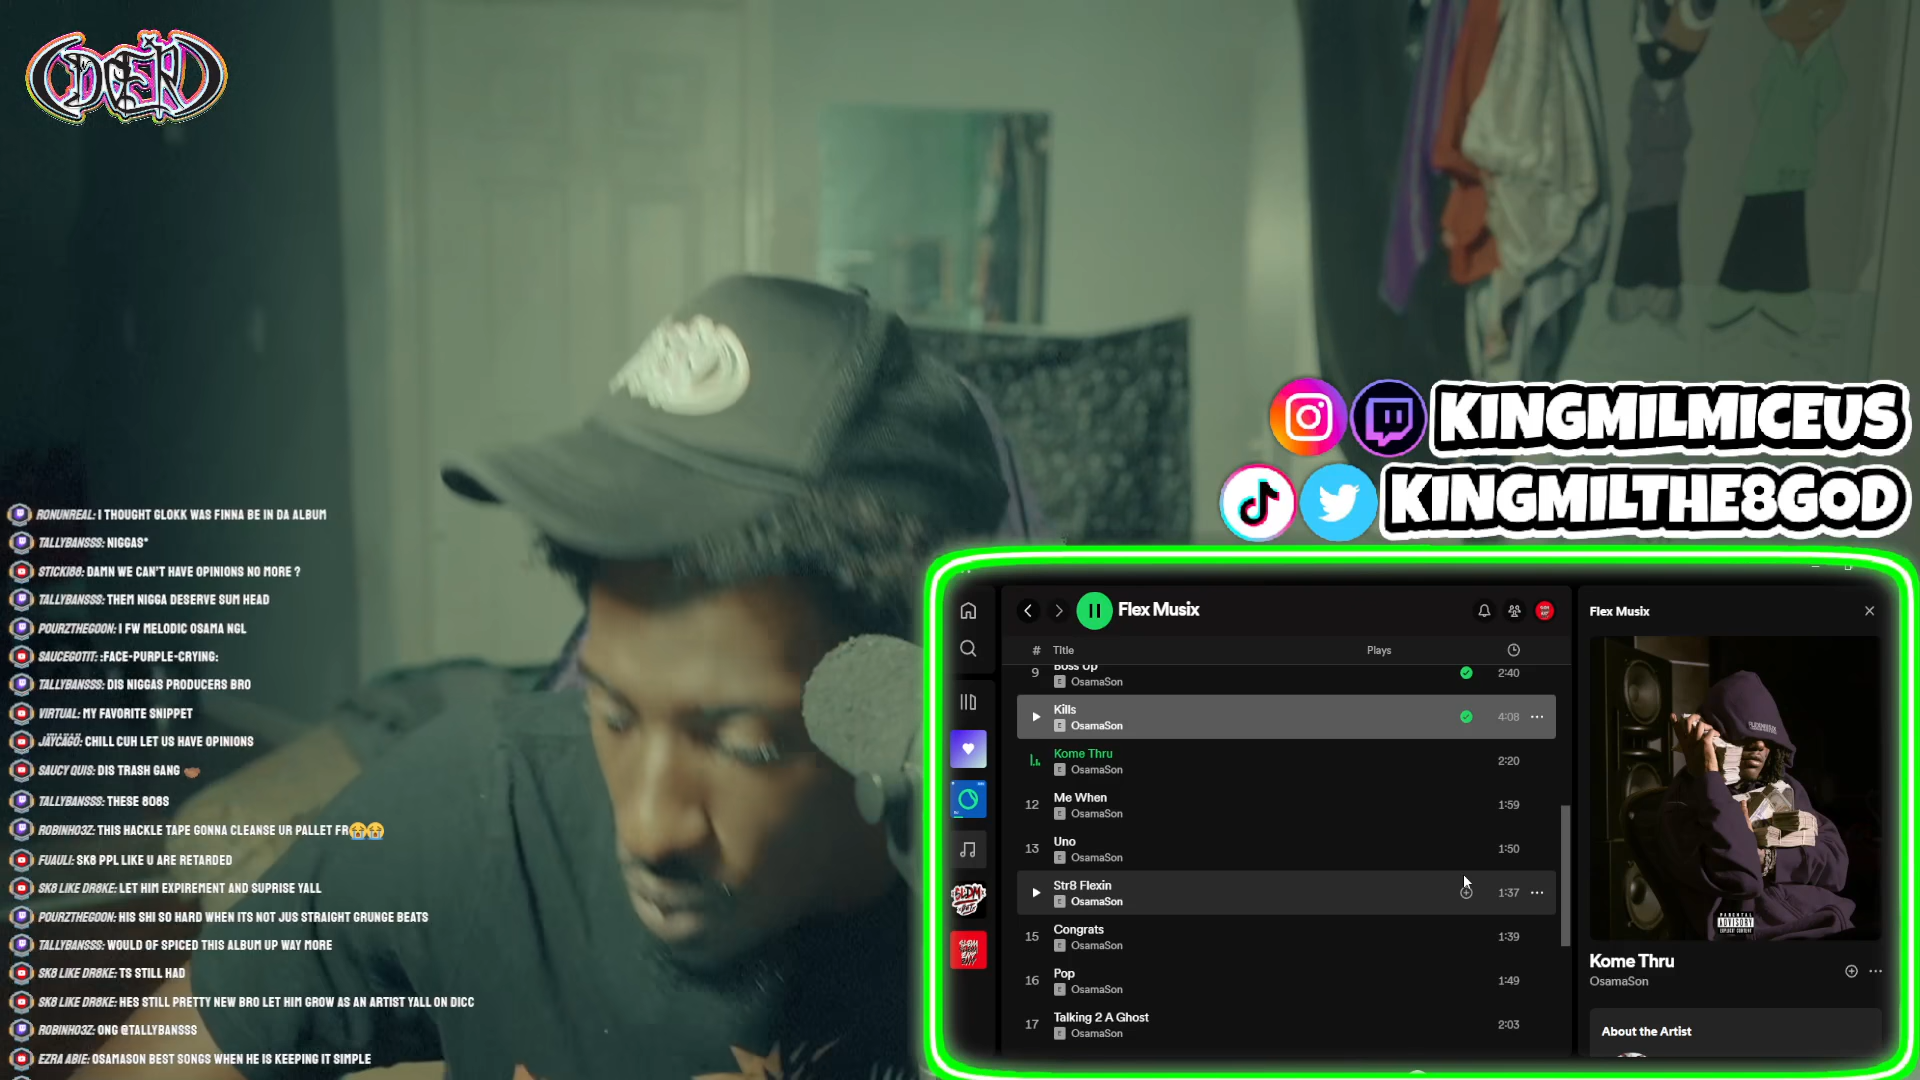 DCER
RONUNREAL: I THOUGHT GLOKK WAS FINNA BE IN DA ALBUM
TALLYBANSSS: NIGGAS*
STICKI88: DAMN WE CAN'T HAVE OPINIONS NO MORE ?
TALLYBANSSS: THEM NIGGA DESERVE SUM HEAD
POURZTHEGOON: I FW MELODIC OSAMA NGL
SAUCEGOTIT: :FACE-PURPLE-CRYING:
TALLYBANSSS: DIS NIGGAS PRODUCERS BRO
VIRTUAL: MY FAVORITE SNIPPET
JÄYCÄGÖ: CHILL CUH LET US HAVE OPINIONS
SAUCY QUIS: DIS TRASH GANG
TALLYBANSSS: THESE 808S
ROBINHO3Z: THIS HACKLE TAPE GONNA CLEANSE UR PALLET FR😭😭
FUAULI: SK8 PPL LIKE U ARE RETARDED
SK8 LIKE DR8KE: LET HIM EXPIREMENT AND SUPRISE YALL
POURZTHEGOON: HIS SHI SO HARD WHEN ITS NOT JUS STRAIGHT GRUNGE BEATS
TALLYBANSSS: WOULD OF SPICED THIS ALBUM UP WAY MORE
SK8 LIKE DR8KE: TS STILL HAD
SK8 LIKE DR8KE: HES STILL PRETTY NEW BRO LET HIM GROW AS AN ARTIST YALL ON DICC
ROBINHO3Z: ONG @TALLYBANSSS
EZRA ABIE: OSAMASON BEST SONGS WHEN HE IS KEEPING IT SIMPLE
KINGMILMICEUS
KINGMILTHE8GOD
Flex Musix
# Title Plays
9 Boss Up 2:40
E OsamaSon
Kills 4:08
E OsamaSon
Kome Thru 2:20
E OsamaSon
12 Me When 1:59
E OsamaSon
13 Uno 1:50
E OsamaSon
Str8 Flexin 1:37
E OsamaSon
15 Congrats 1:39
E OsamaSon
16 Pop 1:49
E OsamaSon
17 Talking 2 A Ghost 2:03
E OsamaSon
Flex Musix
PARENTAL
ADVISORY
EXPLICIT CONTENT
Kome Thru
OsamaSon
About the Artist